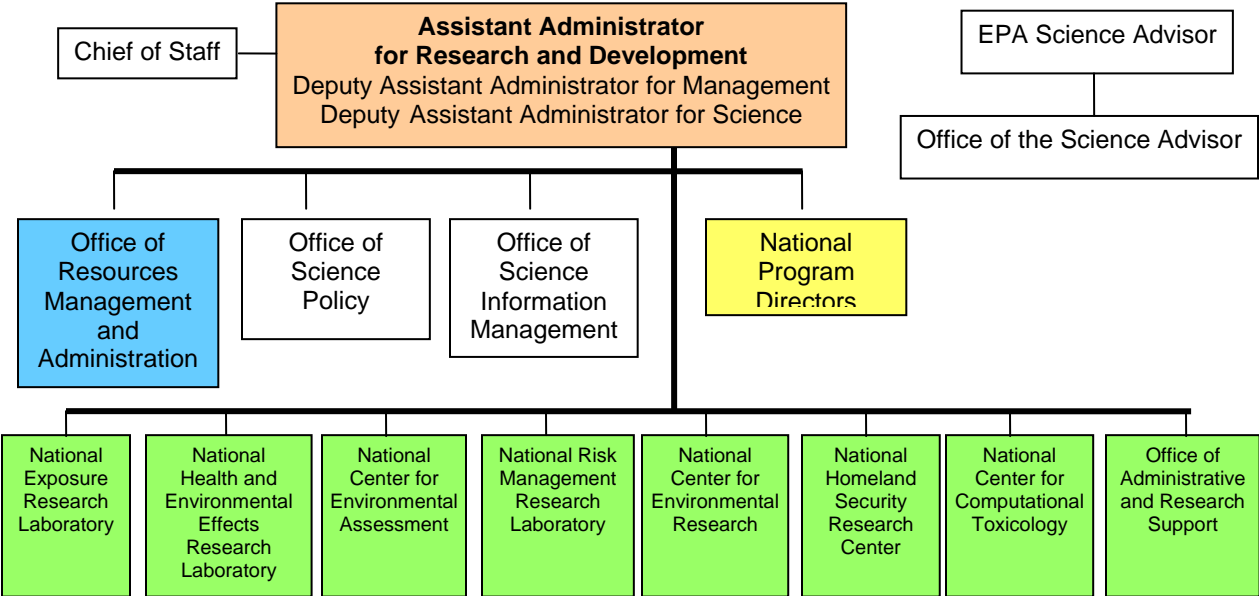 Chief of Staff
Assistant Administrator
for Research and Development
Deputy Assistant Administrator for Management
Deputy Assistant Administrator for Science
EPA Science Advisor
Office of the Science Advisor
Office of
Resources
Management
and
Administration
Office of
Science
Policy
Office of
Science
Information
Management
National
Program
Directors
National
Exposure
Research
Laboratory
National
Health and
Environmental
Effects
Research
Laboratory
National
Center for
Environmental
Assessment
National Risk
Management
Research
Laboratory
National
Center for
Environmental
Research
National
Homeland
Security
Research
Center
National
Center for
Computational
Toxicology
Office of
Administrative
and Research
Support